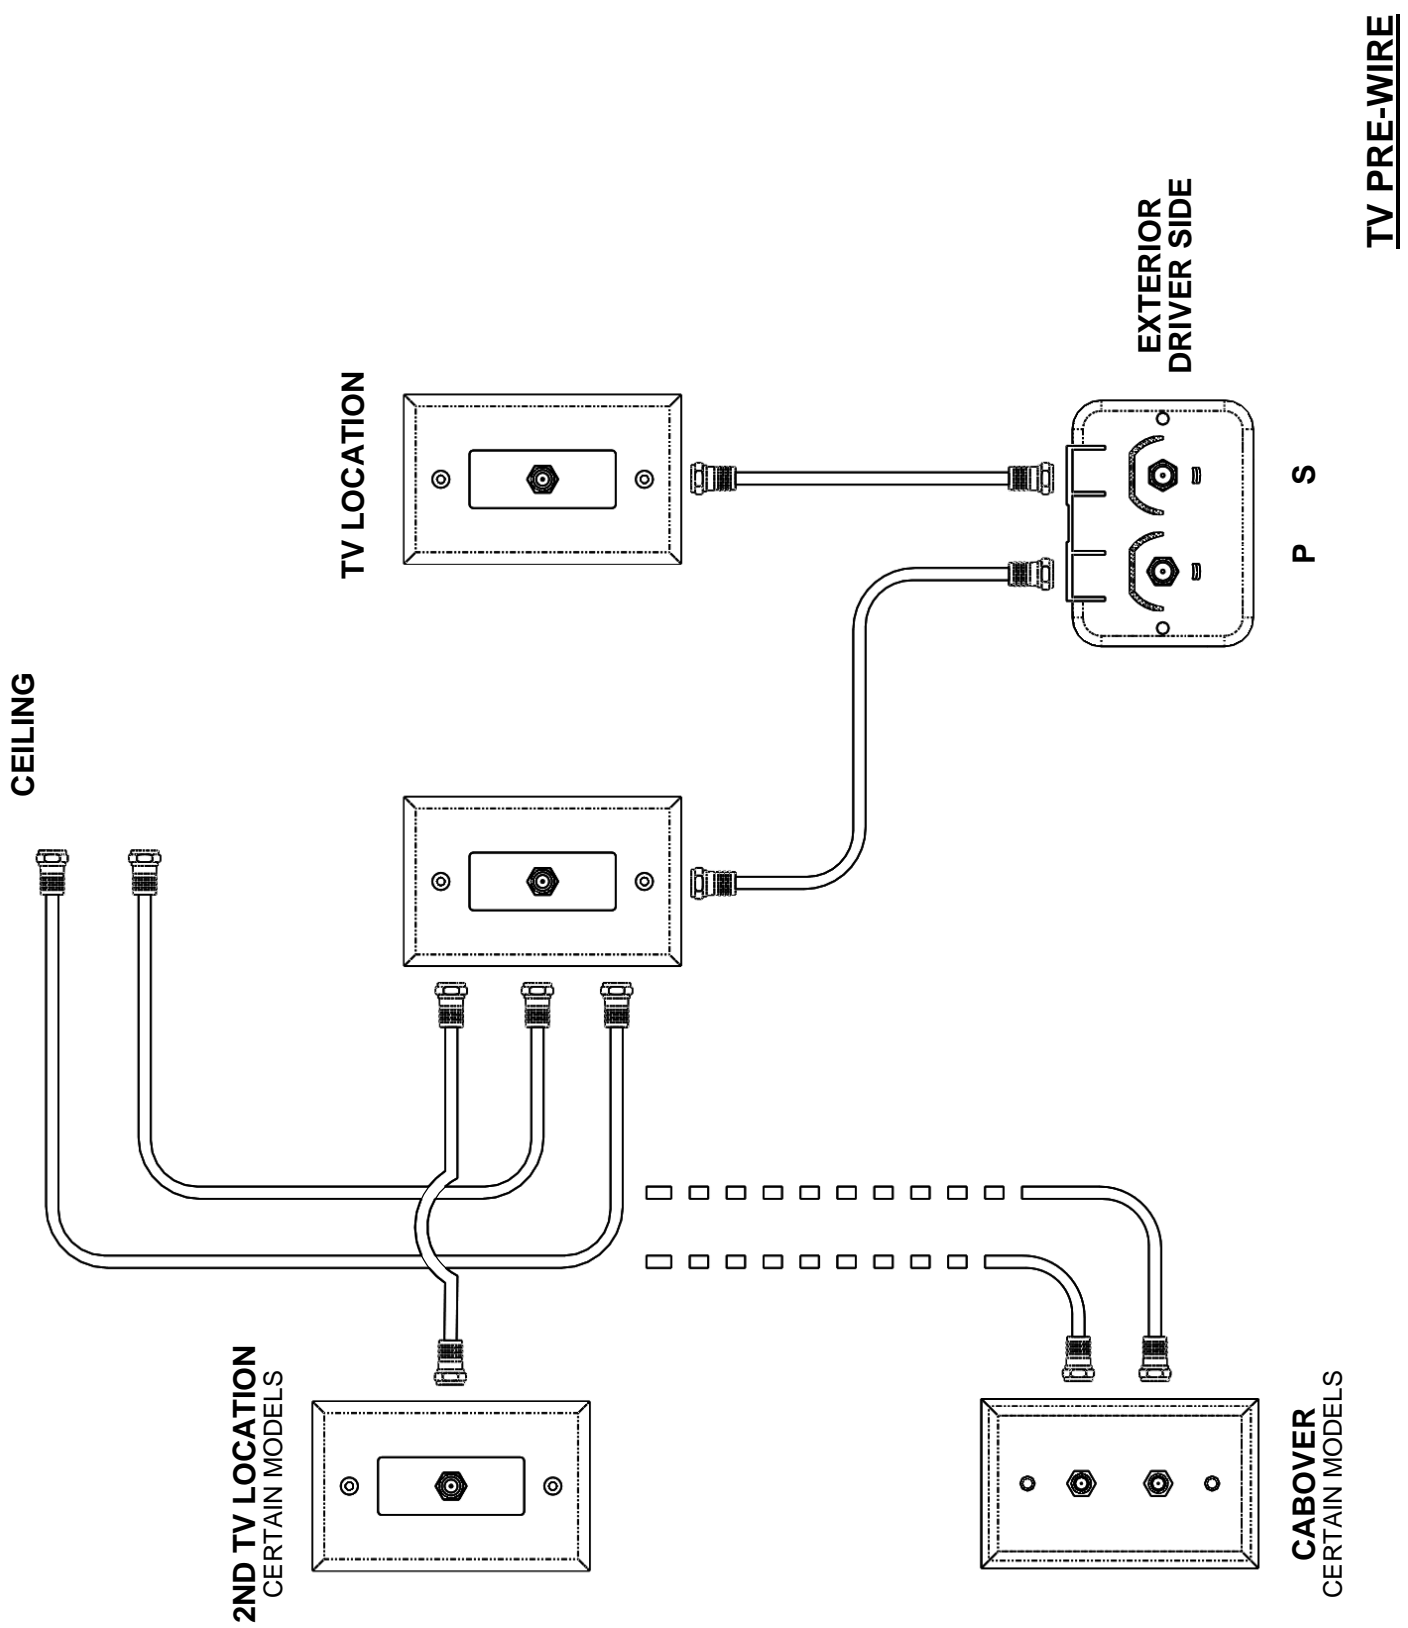 CEILING
2ND TV LOCATION
CERTAIN MODELS
TV LOCATION
CABOVER
CERTAIN MODELS
P
S
EXTERIOR
DRIVER SIDE
TV PRE-WIRE